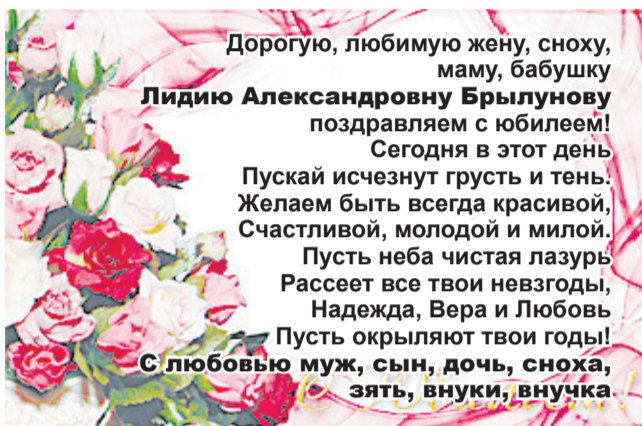 Дорогую, любимую жену, сноху,
маму, бабушку
Лидию Александровну Брылунову
поздравляем с юбилеем!
Сегодня в этот день
Пускай исчезнут грусть и тень.
Желаем быть всегда красивой,
Счастливой, молодой и милой.
Пусть неба чистая лазурь
Рассеет все твои невзгоды,
Надежда, Вера и Любовь
Пусть окрыляют твои годы!
С любовью муж, сын, дочь, сноха,
зять, внуки, внучка